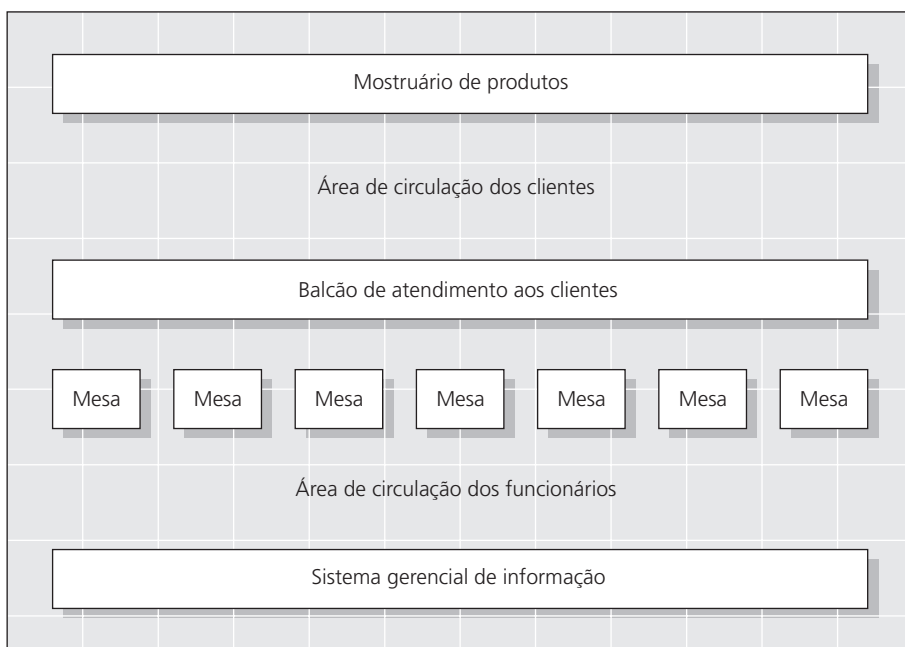 Mostruário de produtos
Área de circulação dos clientes
Balcão de atendimento aos clientes
Mesa Mesa Mesa Mesa Mesa Mesa Mesa
Área de circulação dos funcionários
Sistema gerencial de informação